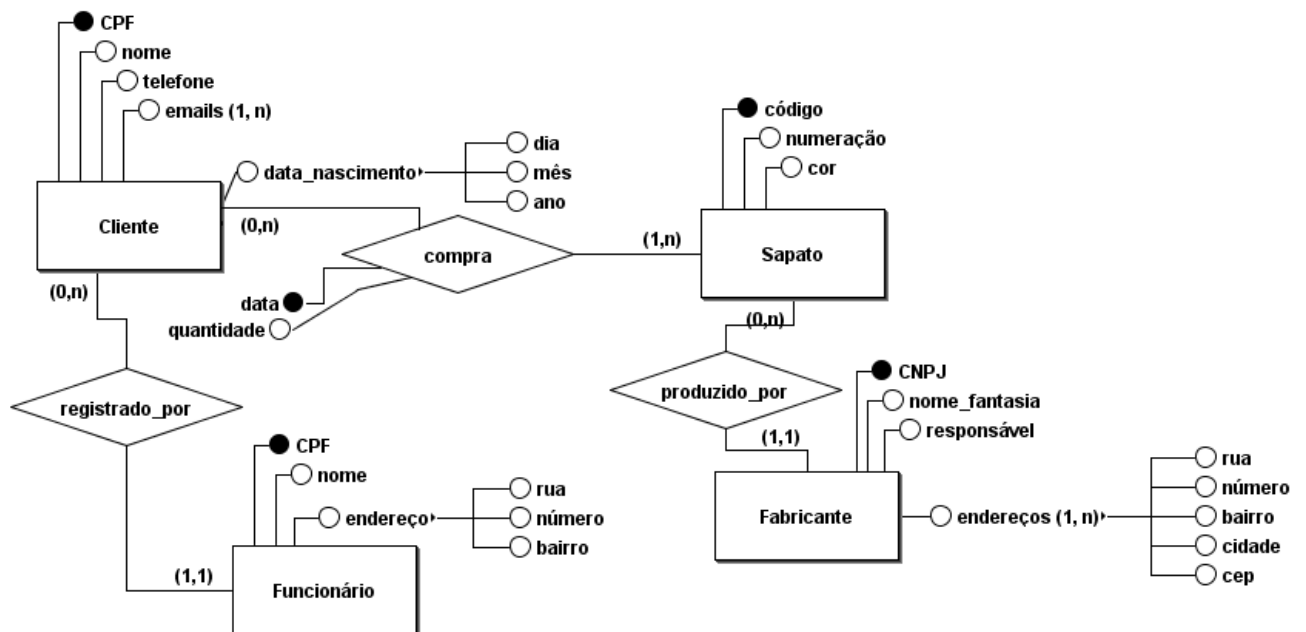 CPF
nome
telefone
emails (1, n)
data_nascimento
dia
mês
ano
Cliente
(0,n)
(0,n)
compra
data
quantidade
(1,n)
código
numeração
cor
Sapato
(0,n)
produzido_por
(1,1)
CNPJ
nome_fantasia
responsável
Fabricante
endereços (1, n)
rua
número
bairro
cidade
cep
registrado_por
(1,1)
CPF
nome
endereço
rua
número
bairro
Funcionário